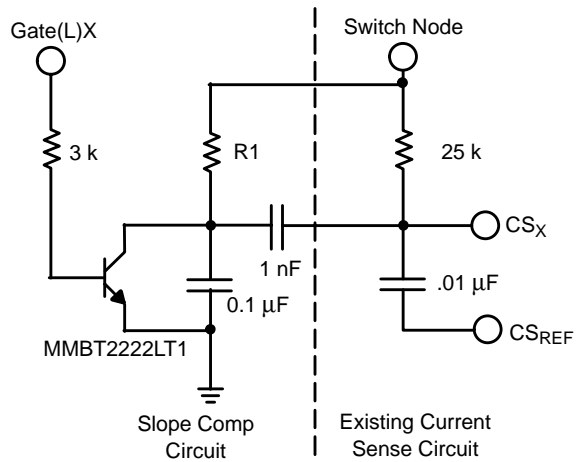 Gate(L)X
Switch Node
3 k
R1
25 k
CSX
1 nF
0.1 μF
.01 μF
CSREF
MMBT2222LT1
Slope Comp
Circuit
Existing Current
Sense Circuit